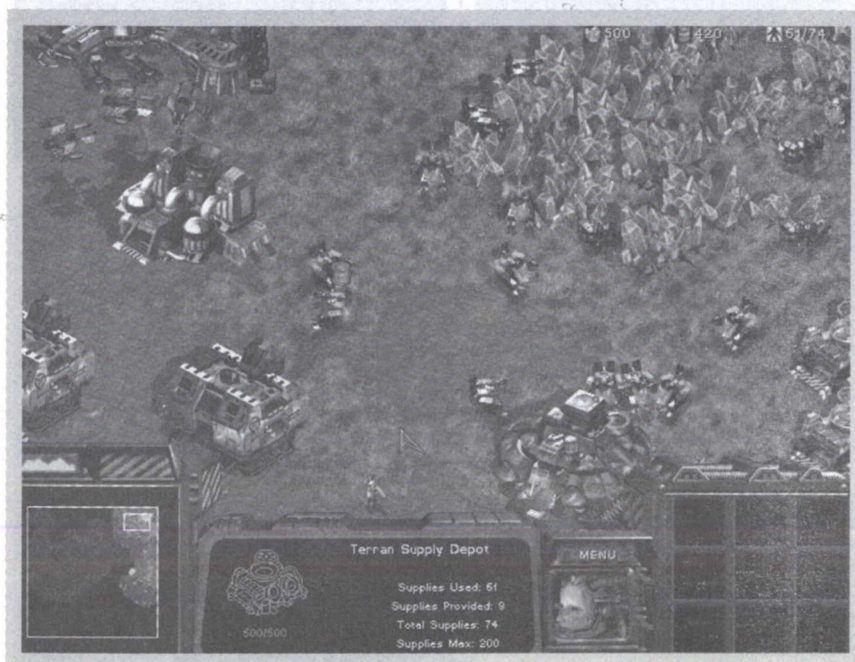 500 420 61/74
Terran Supply Depot
Supplies Used: 61
Supplies Provided: 9
Total Supplies: 74
Supplies Max: 200
500/500
MENU